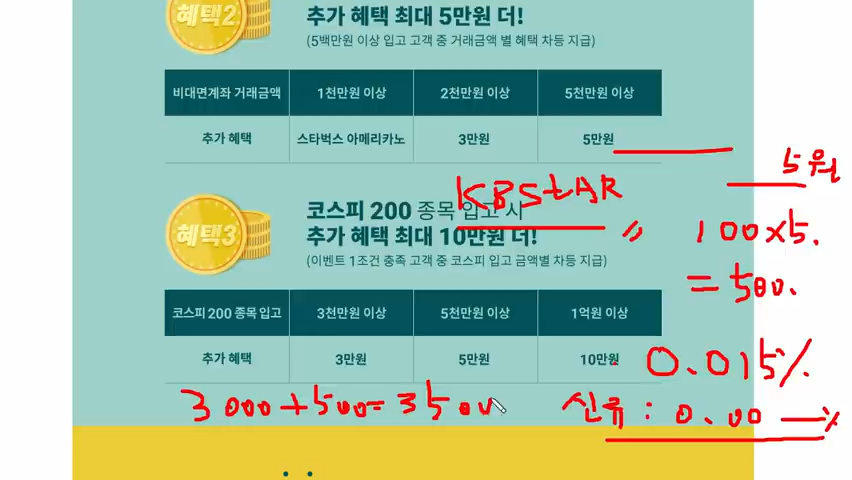 혜택2
추가 혜택 최대 5만원 더!
(5백만원 이상 입고 고객 중 거래금액 별 혜택 차등 지급)
비대면계좌 거래금액 1천만원 이상 2천만원 이상 5천만원 이상
추가 혜택 스타벅스 아메리카노 3만원 5만원
5월
KBStAR
혜택3
코스피 200 종목 입고 시
추가 혜택 최대 10만원 더!
(이벤트 1조건 충족 고객 중 코스피 입고 금액별 차등 지급)
〃 100×5.
= 500.
코스피 200 종목 입고 3천만원 이상 5천만원 이상 1억원 이상
추가 혜택 3만원 5만원 10만원
0.015%
3000+500=3500
신유: 0.00 %